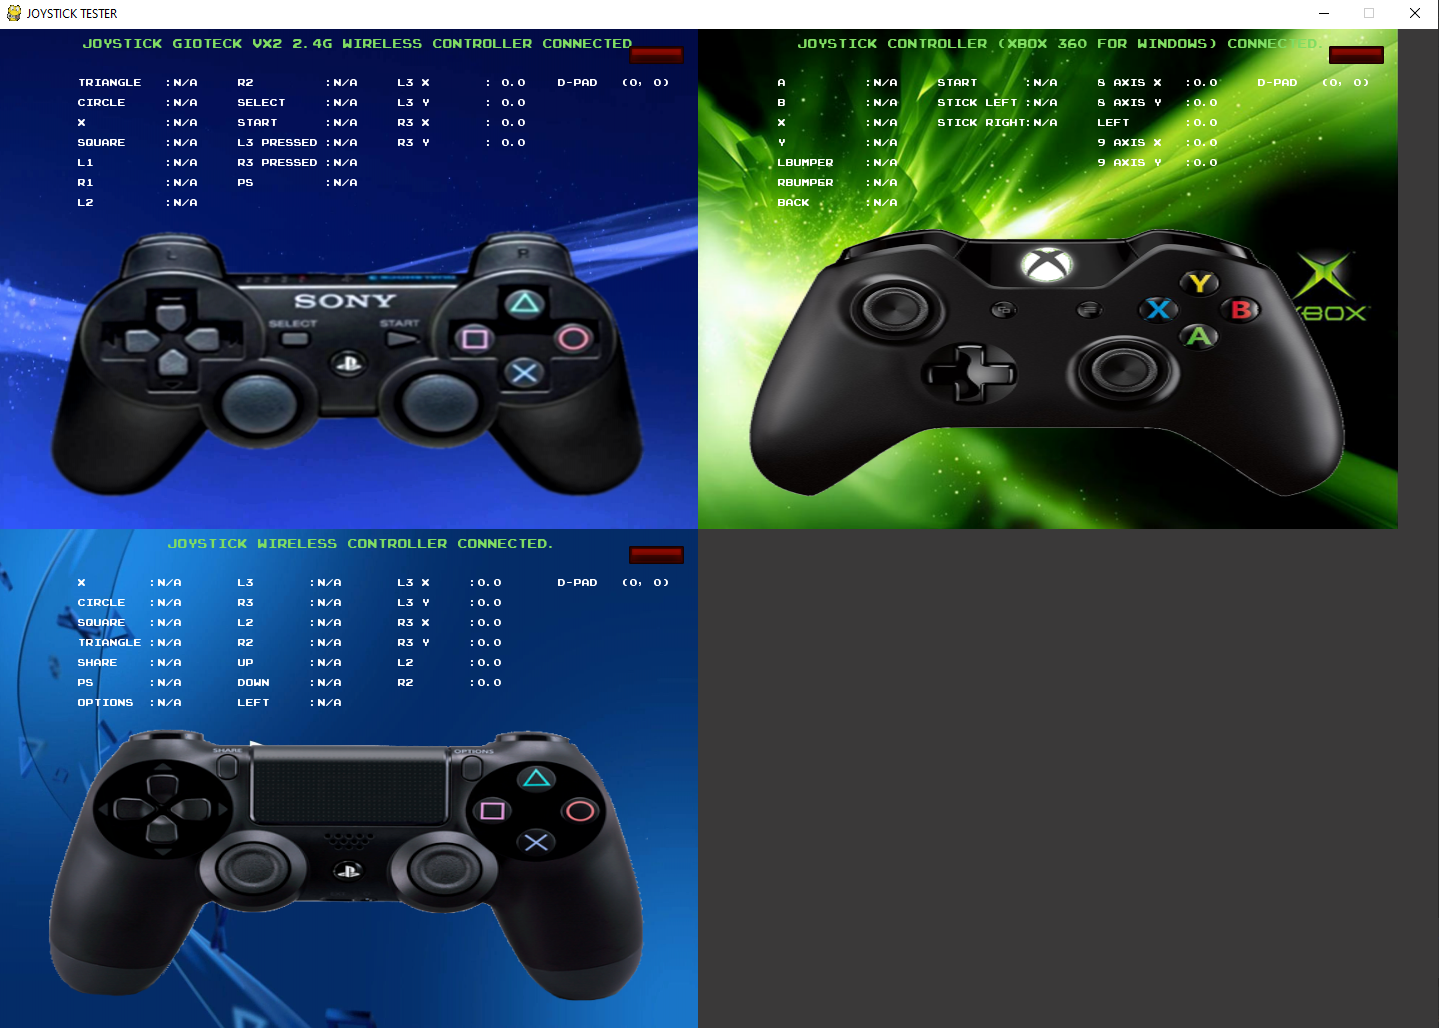 JOYSTICK TESTER
JOYSTICK GIOTECK VX2 2.4G WIRELESS CONTROLLER CONNECTED
TRIANGLE :N/A R2 :N/A L3 X : 0.0 D-PAD (0, 0)
CIRCLE :N/A SELECT :N/A L3 Y : 0.0
X :N/A START :N/A R3 X : 0.0
SQUARE :N/A L3 PRESSED :N/A R3 Y : 0.0
L1 :N/A R3 PRESSED :N/A
R1 :N/A PS :N/A
L2 :N/A
L R
SONY
SELECT START
JOYSTICK CONTROLLER (XBOX 360 FOR WINDOWS) CONNECTED.
A :N/A START :N/A 8 AXIS X :0.0 D-PAD (0, 0)
B :N/A STICK LEFT :N/A 8 AXIS Y :0.0
X :N/A STICK RIGHT:N/A LEFT :0.0
Y :N/A 9 AXIS X :0.0
LBUMPER :N/A 9 AXIS Y :0.0
RBUMPER :N/A
BACK :N/A
Y
X B
A
XBOX
JOYSTICK WIRELESS CONTROLLER CONNECTED.
X :N/A L3 :N/A L3 X :0.0 D-PAD (0, 0)
CIRCLE :N/A R3 :N/A L3 Y :0.0
SQUARE :N/A L2 :N/A R3 X :0.0
TRIANGLE :N/A R2 :N/A R3 Y :0.0
SHARE :N/A UP :N/A L2 :0.0
PS :N/A DOWN :N/A R2 :0.0
OPTIONS :N/A LEFT :N/A
SHARE OPTIONS